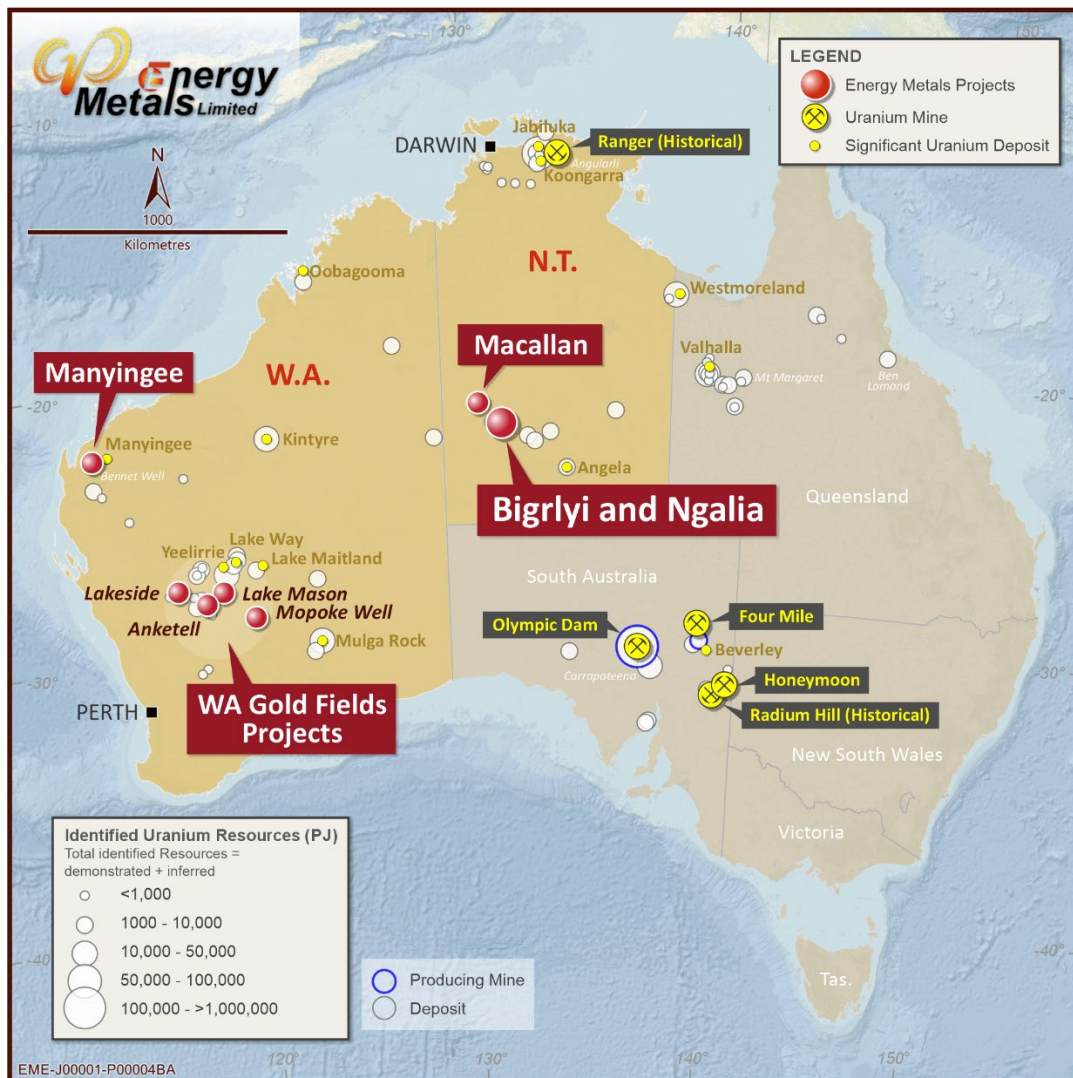 Energy
Metals Limited
130°
140°
150°
LEGEND
Energy Metals Projects
Uranium Mine
Significant Uranium Deposit
-10°
-10°
N
1000
Kilometres
DARWIN
Jabiluka
Ranger (Historical)
Angularli
Koongarra
Oobagooma
N.T.
Westmoreland
Macallan
Valhalla
Mt Margaret
Ben Lomond
W.A.
Manyingee
-20°
-20°
Manyingee
Bennet Well
Kintyre
Angela
Bigrlyi and Ngalia
Queensland
Lake Way
Yeelirrie
Lake Maitland
Lakeside
Lake Mason
Anketell
Mopoke Well
Mulga Rock
South Australia
Olympic Dam
Four Mile
Beverley
Carrapateena
Honeymoon
Radium Hill (Historical)
-30°
-30°
PERTH
WA Gold Fields
Projects
New South Wales
Victoria
Identified Uranium Resources (PJ)
Total identified Resources =
demonstrated + inferred
<1,000
1000 - 10,000
10,000 - 50,000
50,000 - 100,000
100,000 - >1,000,000
Producing Mine
Deposit
-40°
-40°
Tas.
120°
130°
140°
150°
EME-J00001-P00004BA